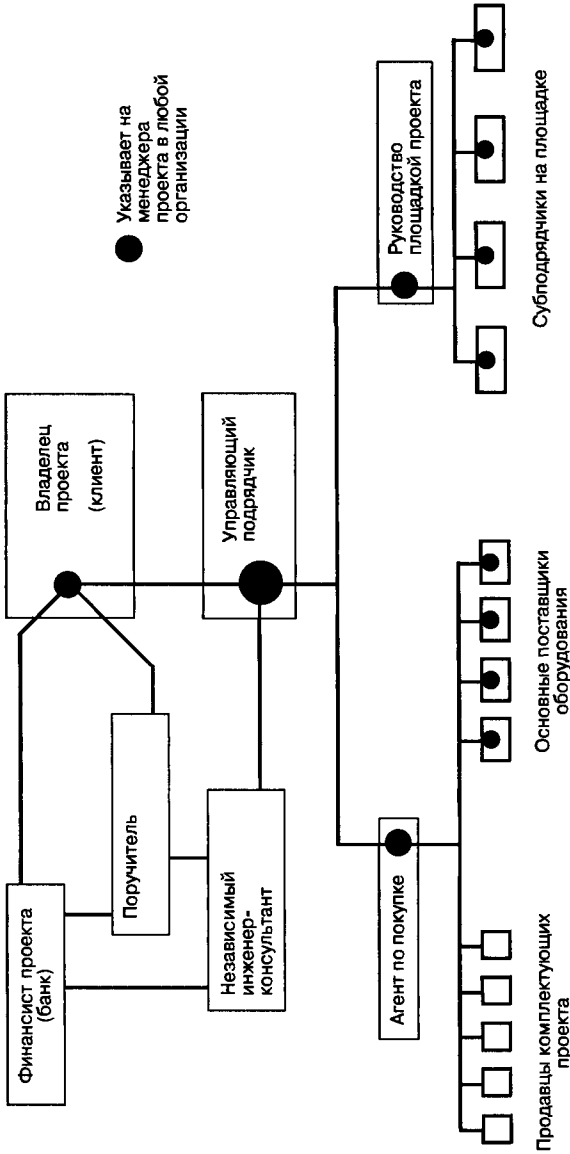 Финансист проекта
(банк)
Поручитель
Независимый
инженер-
консультант
Владелец
проекта
(клиент)
Управляющий
подрядчик
Указывает на
менеджера
проекта в любой
организации
Агент по покупке
Руководство
площадкой проекта
Продавцы комплектующих
проекта
Основные поставщики
оборудования
Субподрядчики на площадке